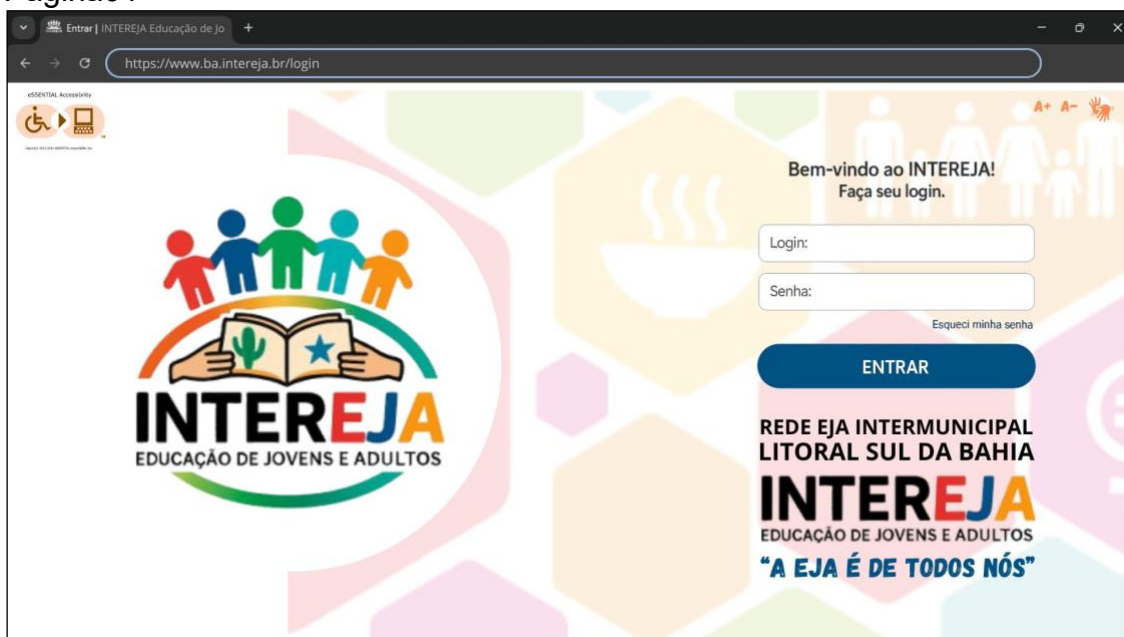 Entrar | INTEREJA Educação de Jo
https://www.ba.intereja.br/login
eSSENTIAL Accessibility
A+ A-
Bem-vindo ao INTEREJA!
Faça seu login.
Login:
Senha:
Esqueci minha senha
ENTRAR
INTEREJA
EDUCAÇÃO DE JOVENS E ADULTOS
REDE EJA INTERMUNICIPAL
LITORAL SUL DA BAHIA
INTEREJA
EDUCAÇÃO DE JOVENS E ADULTOS
“A EJA É DE TODOS NÓS”